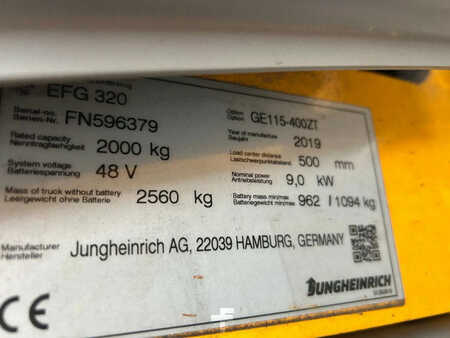 EFG 320
Option
Option
GE115-400ZT
Serial-no.
Serien-Nr.
FN596379
Year of manufacture
Baujahr
2019
Rated capacity
Nenntragfähigkeit
2000 kg
Load center distance
Lastschwerpunktabstand
500 mm
System voltage
Batteriespannung
48 V
Nominal power
Antriebsleistung
9,0 kW
Mass of truck without battery
Leergewicht ohne Batterie
2560 kg
Battery mass min/max
Batteriegewicht min/max
962 / 1094 kg
Manufacturer
Hersteller
Jungheinrich AG, 22039 HAMBURG, GERMANY
CE
JUNGHEINRICH